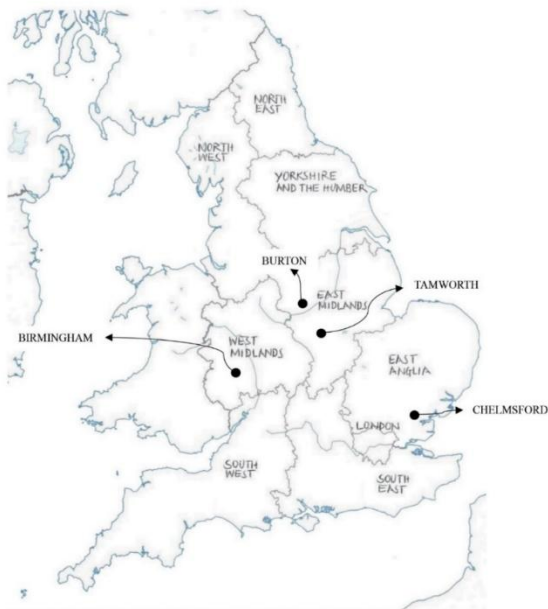 NORTH
EAST
NORTH
WEST
YORKSHIRE
AND THE HUMBER
BURTON
EAST
MIDLANDS
TAMWORTH
BIRMINGHAM
WEST
MIDLANDS
EAST
ANGLIA
CHELMSFORD
LONDON
SOUTH
WEST
SOUTH
EAST